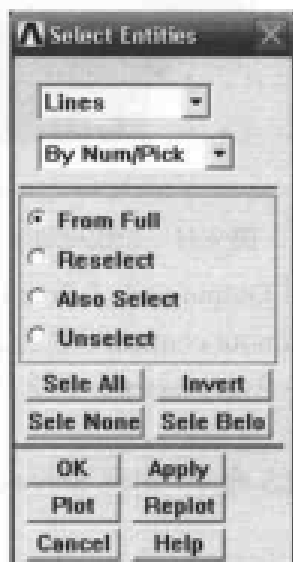 Select Entities
Lines
By Num/Pick
From Full
Reselect
Also Select
Unselect
Sele All Invert
Sele None Sele Belo
OK Apply
Plot Replot
Cancel Help